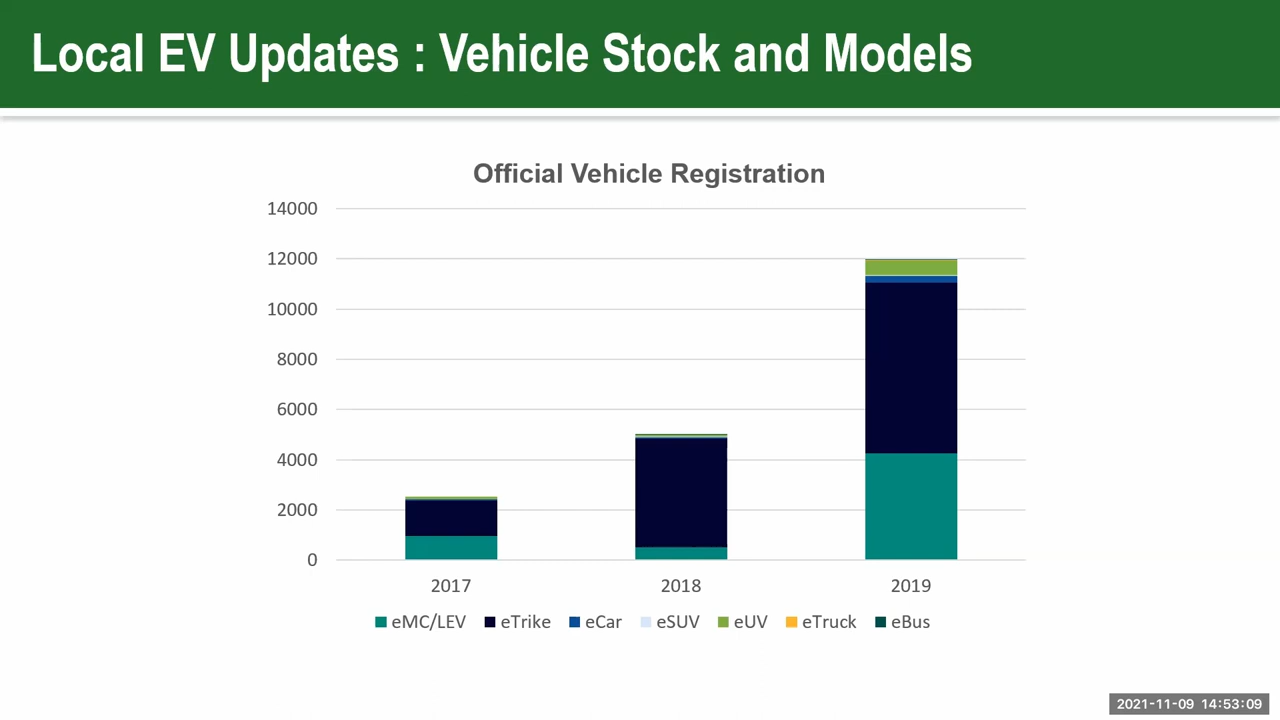 Local EV Updates : Vehicle Stock and Models
Official Vehicle Registration
14000
12000
10000
8000
6000
4000
2000
0
2017 2018 2019
eMC/LEV eTrike eCar eSUV eUV eTruck eBus
2021-11-09 14:53:09